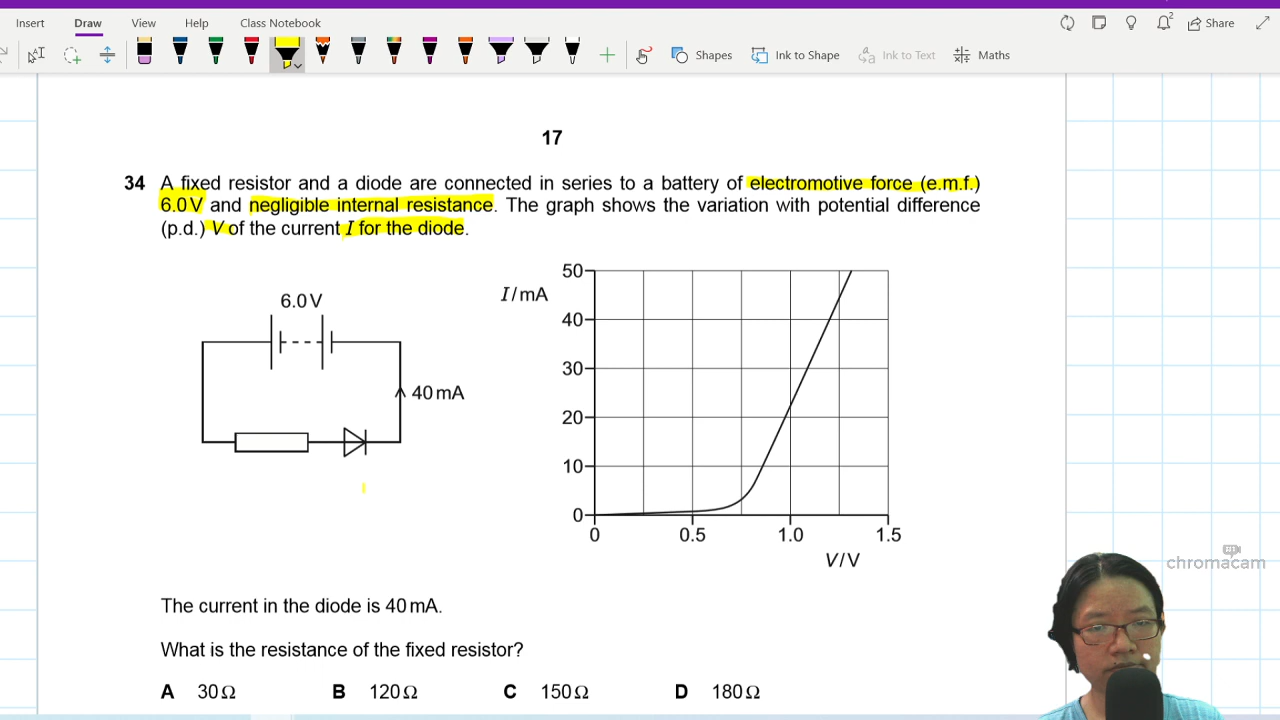 Insert Draw View Help Class Notebook 2 Share
Shapes Ink to Shape Ink to Text Maths
17
34 A fixed resistor and a diode are connected in series to a battery of electromotive force (e.m.f.)
6.0 V and negligible internal resistance. The graph shows the variation with potential difference
(p.d.) V of the current I for the diode.
6.0 V
40 mA
I / mA
50
40
30
20
10
0
0 0.5 1.0 1.5
V / V
chromacam
The current in the diode is 40 mA.
What is the resistance of the fixed resistor?
A 30 Ω B 120 Ω C 150 Ω D 180 Ω